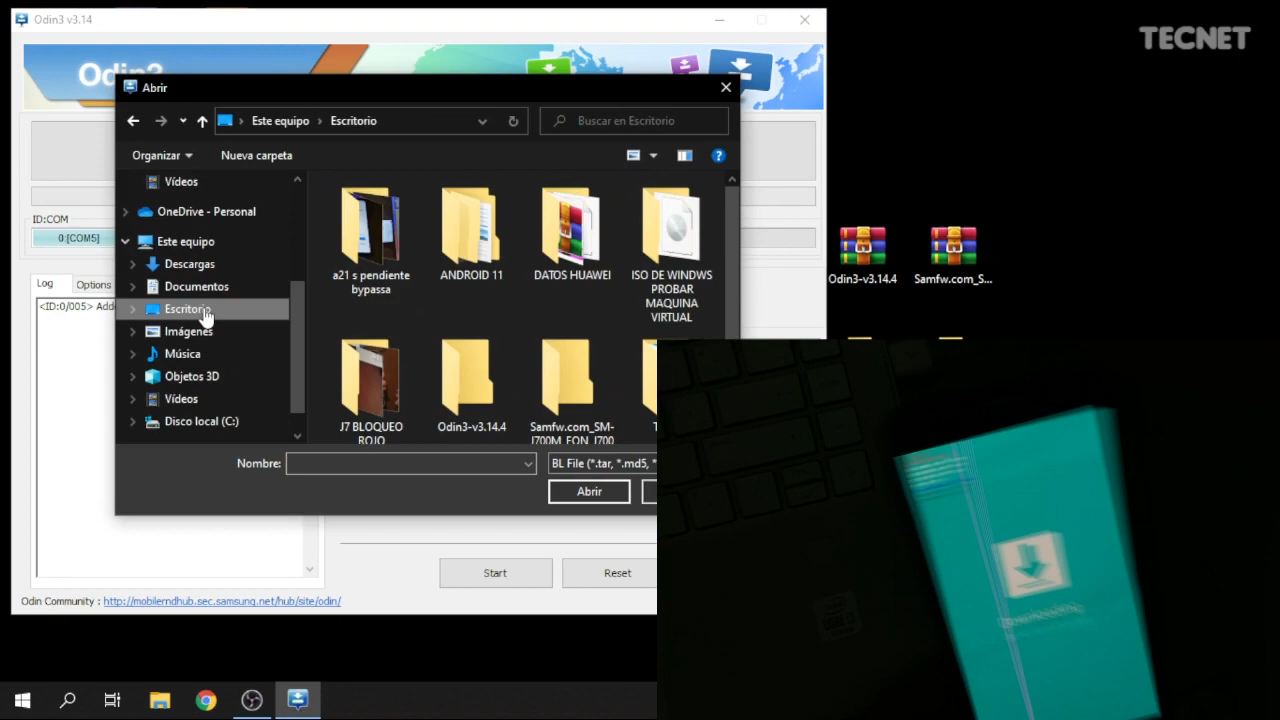 Odin3 v3.14
TECNET
Odin3
Abrir
Este equipo
Escritorio
Buscar en Escritorio
Organizar
Nueva carpeta
Vídeos
OneDrive - Personal
Este equipo
Descargas
Documentos
Escritorio
Imágenes
Música
Objetos 3D
Vídeos
Disco local (C:)
a21 s pendiente
bypassa
ANDROID 11
DATOS HUAWEI
ISO DE WINDWS
PROBAR
MAQUINA
VIRTUAL
J7 BLOQUEO
ROJO
Odin3-v3.14.4
Samfw.com_SM-
J700M_EON_J700
Nombre:
BL File (*.tar, *.md5, *
Abrir
ID:COM
0:[COM5]
Log
Options
<ID:0/005> Add
Start
Reset
Odin Community : http://mobilerndhub.sec.samsung.net/hub/site/odin/
Odin3-v3.14.4
Samfw.com_S...